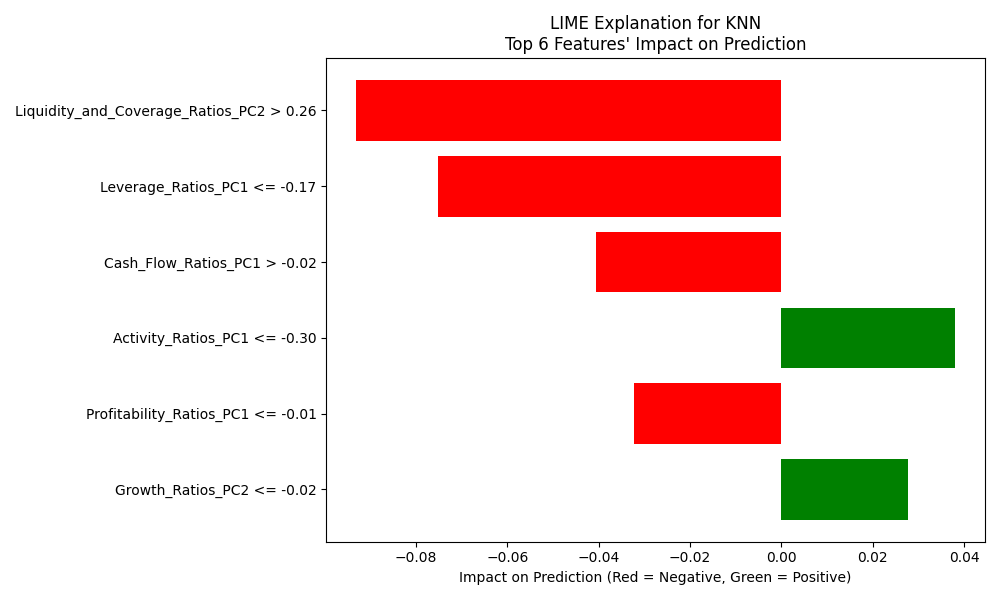 LIME Explanation for KNN
Top 6 Features' Impact on Prediction
Liquidity_and_Coverage_Ratios_PC2 > 0.26
Leverage_Ratios_PC1 <= -0.17
Cash_Flow_Ratios_PC1 > -0.02
Activity_Ratios_PC1 <= -0.30
Profitability_Ratios_PC1 <= -0.01
Growth_Ratios_PC2 <= -0.02
−0.08 −0.06 −0.04 −0.02 0.00 0.02 0.04
Impact on Prediction (Red = Negative, Green = Positive)